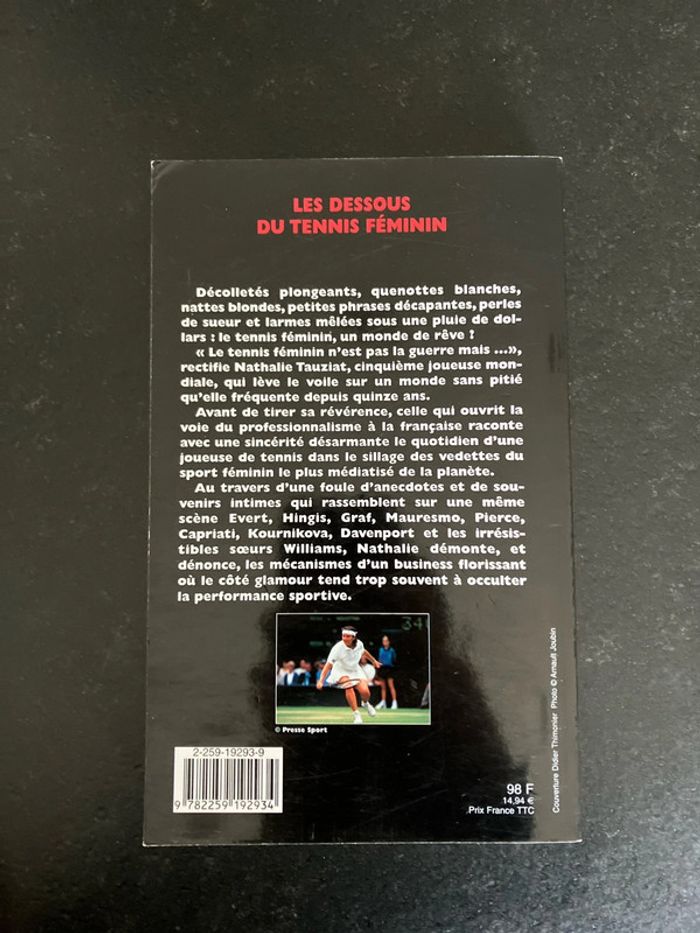 LES DESSOUS
DU TENNIS FÉMININ
Décolletés plongeants, quenottes blanches,
nattes blondes, petites phrases décapantes, perles
de sueur et larmes mêlées sous une pluie de dol-
lars : le tennis féminin, un monde de rêve ?
« Le tennis féminin n'est pas la guerre mais ...»,
rectifie Nathalie Tauziat, cinquième joueuse mon-
diale, qui lève le voile sur un monde sans pitié
qu'elle fréquente depuis quinze ans.
Avant de tirer sa révérence, celle qui ouvrit la
voie du professionnalisme à la française raconte
avec une sincérité désarmante le quotidien d'une
joueuse de tennis dans le sillage des vedettes du
sport féminin le plus médiatisé de la planète.
Au travers d'une foule d'anecdotes et de sou-
venirs intimes qui rassemblent sur une même
scène Evert, Hingis, Graf, Mauresmo, Pierce,
Capriati, Kournikova, Davenport et les irrésis-
tibles sœurs Williams, Nathalie démonte, et
dénonce, les mécanismes d'un business florissant
où le côté glamour tend trop souvent à occulter
la performance sportive.
34
© Presse Sport
2-259-19293-9
9 782259 192934
98 F
14,94 €
Prix France TTC
Couverture Didier Thimonier Photo © Arnault Joubin